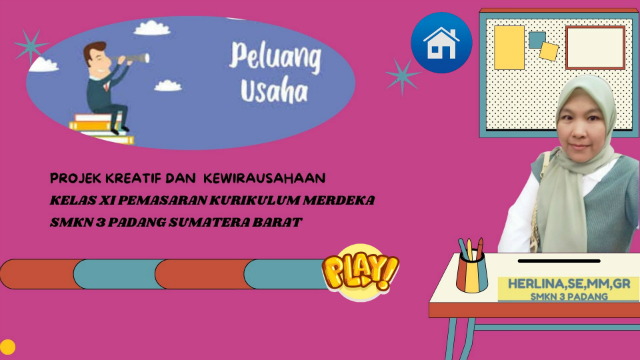 Peluang
Usaha
PROJEK KREATIF DAN KEWIRAUSAHAAN
KELAS XI PEMASARAN KURIKULUM MERDEKA
SMKN 3 PADANG SUMATERA BARAT
PLAY!
HERLINA,SE,MM,GR
SMKN 3 PADANG